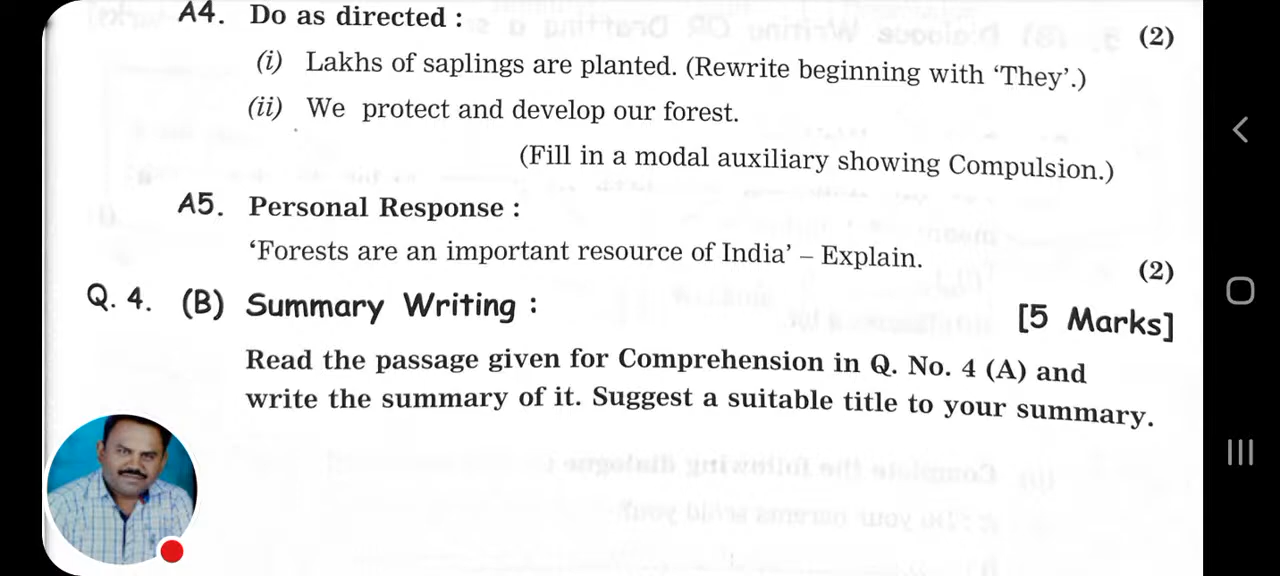 A4. Do as directed : (2)
(i) Lakhs of saplings are planted. (Rewrite beginning with ‘They’.)
(ii) We protect and develop our forest.
(Fill in a modal auxiliary showing Compulsion.)
A5. Personal Response :
‘Forests are an important resource of India’ – Explain. (2)
Q. 4. (B) Summary Writing : [5 Marks]
Read the passage given for Comprehension in Q. No. 4 (A) and
write the summary of it. Suggest a suitable title to your summary.